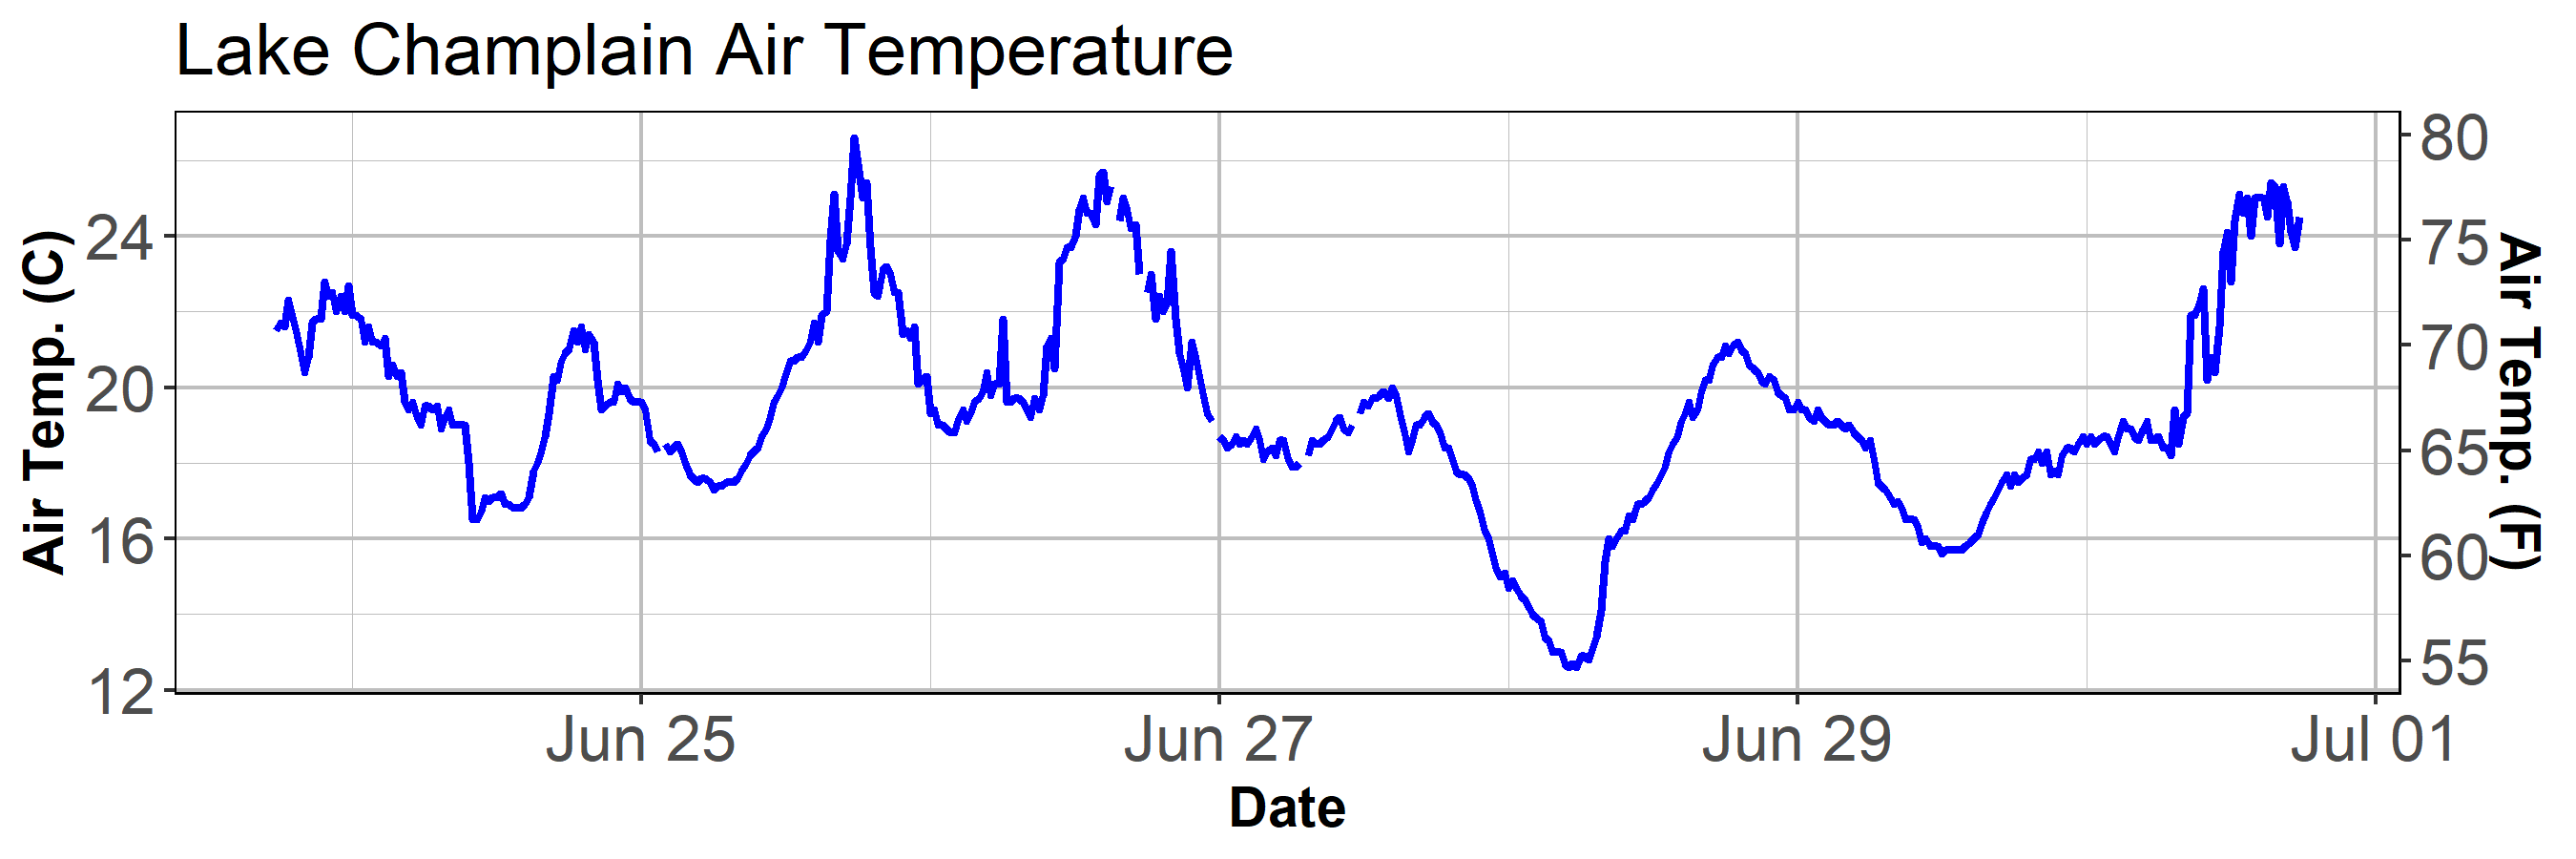 Lake Champlain Air Temperature
Air Temp. (C)
24
20
16
12
80
75
70
65
60
55
Air Temp. (F)
Jun 25
Jun 27
Jun 29
Jul 01
Date